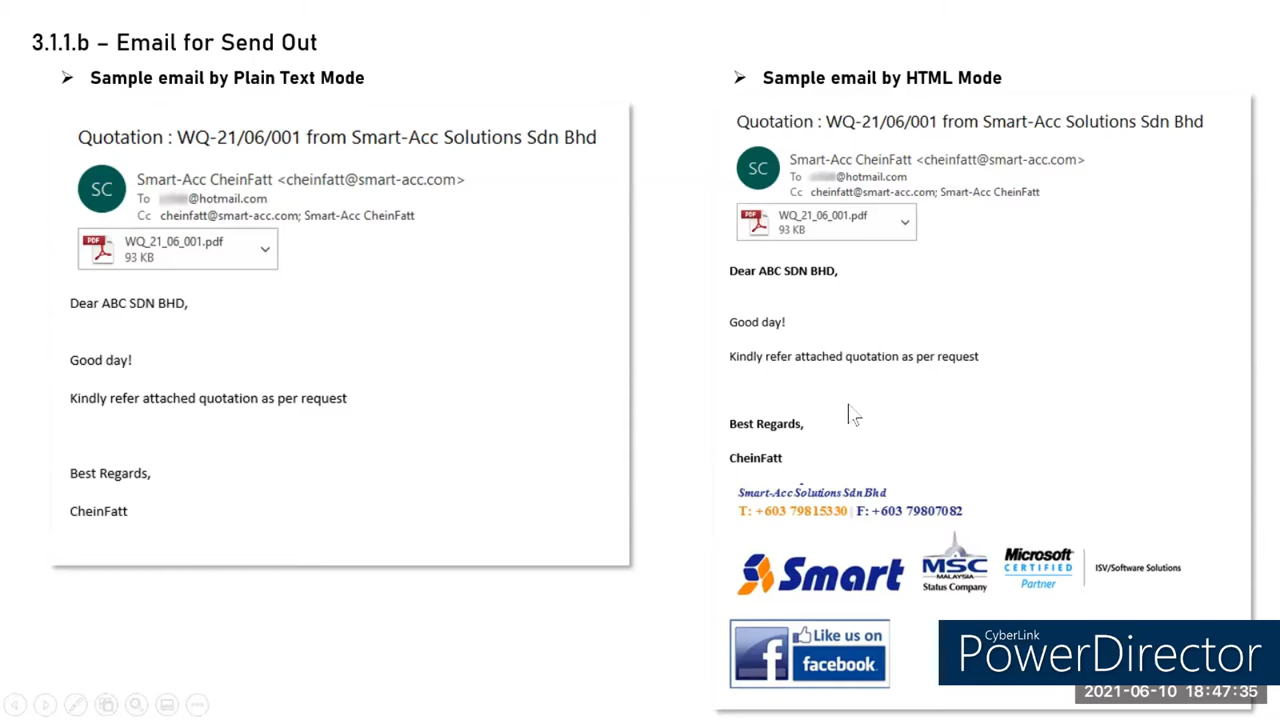 3.1.1.b – Email for Send Out
➢ Sample email by Plain Text Mode
Quotation : WQ-21/06/001 from Smart-Acc Solutions Sdn Bhd
SC
Smart-Acc CheinFatt <cheinfatt@smart-acc.com>
To @hotmail.com
Cc cheinfatt@smart-acc.com; Smart-Acc CheinFatt
PDF
WQ_21_06_001.pdf
93 KB
Dear ABC SDN BHD,
Good day!
Kindly refer attached quotation as per request
Best Regards,
CheinFatt
➢ Sample email by HTML Mode
Quotation : WQ-21/06/001 from Smart-Acc Solutions Sdn Bhd
SC
Smart-Acc CheinFatt <cheinfatt@smart-acc.com>
To @hotmail.com
Cc cheinfatt@smart-acc.com; Smart-Acc CheinFatt
PDF
WQ_21_06_001.pdf
93 KB
Dear ABC SDN BHD,
Good day!
Kindly refer attached quotation as per request
Best Regards,
CheinFatt
Smart-Acc Solutions Sdn Bhd
T: +603 79815330 | F: +603 79807082
Smart
MSC
MALAYSIA
Status Company
Microsoft
CERTIFIED
Partner
ISV/Software Solutions
f
Like us on
facebook
CyberLink
PowerDirector
2021-06-10 18:47:35